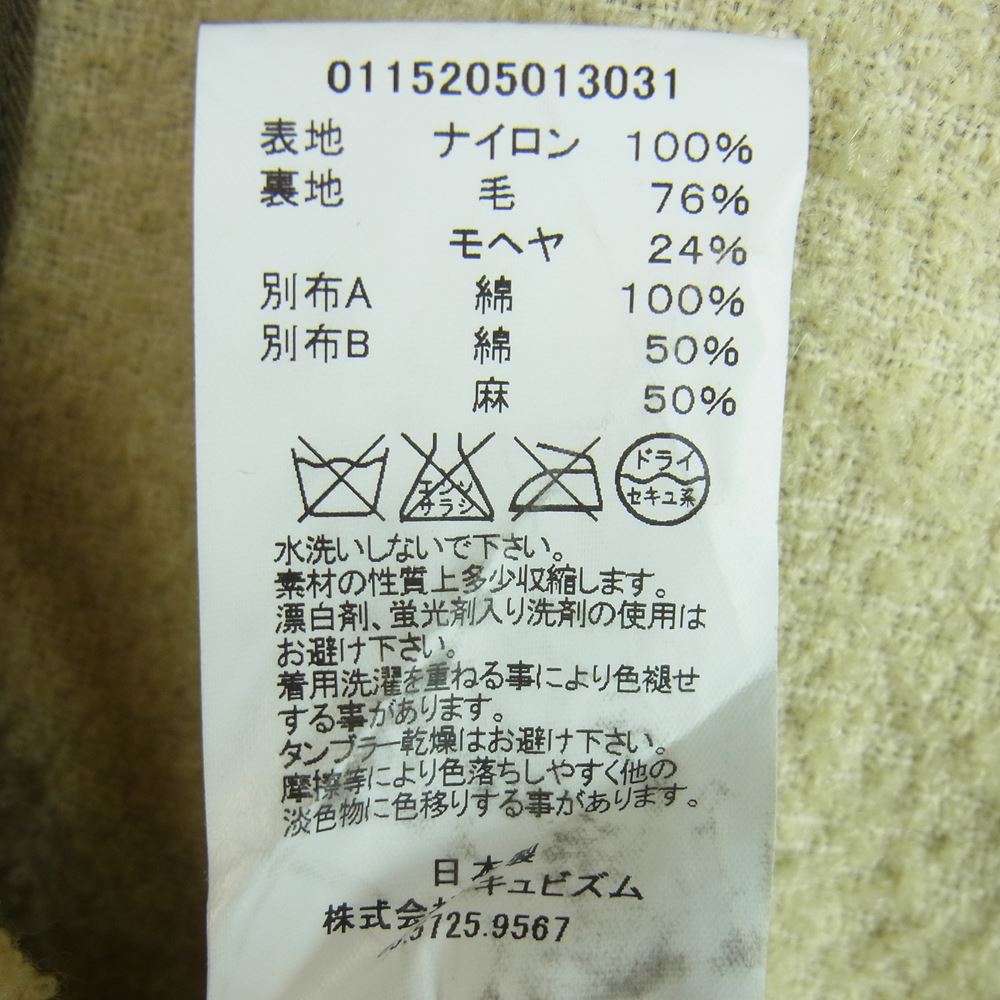 0115205013031
表地 ナイロン 100%
裏地 毛 76%
モヘヤ 24%
別布A 綿 100%
別布B 綿 50%
麻 50%
エンソ
サラシ
ドライ
セキユ系
水洗いしないで下さい。
素材の性質上多少収縮します。
漂白剤、蛍光剤入り洗剤の使用は
お避け下さい。
着用洗濯を重ねる事により色褪せ
する事があります。
タンブラー乾燥はお避け下さい。
摩擦等により色落ちしやすく他の
淡色物に色移りする事があります。
日本 キュビズム
株式会 725.9567